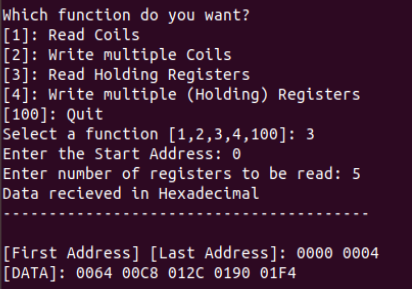 Which function do you want?
[1]: Read Coils
[2]: Write multiple Coils
[3]: Read Holding Registers
[4]: Write multiple (Holding) Registers
[100]: Quit
Select a function [1,2,3,4,100]: 3
Enter the Start Address: 0
Enter number of registers to be read: 5
Data recieved in Hexadecimal
----------------------------------------
[First Address] [Last Address]: 0000 0004
[DATA]: 0064 00C8 012C 0190 01F4